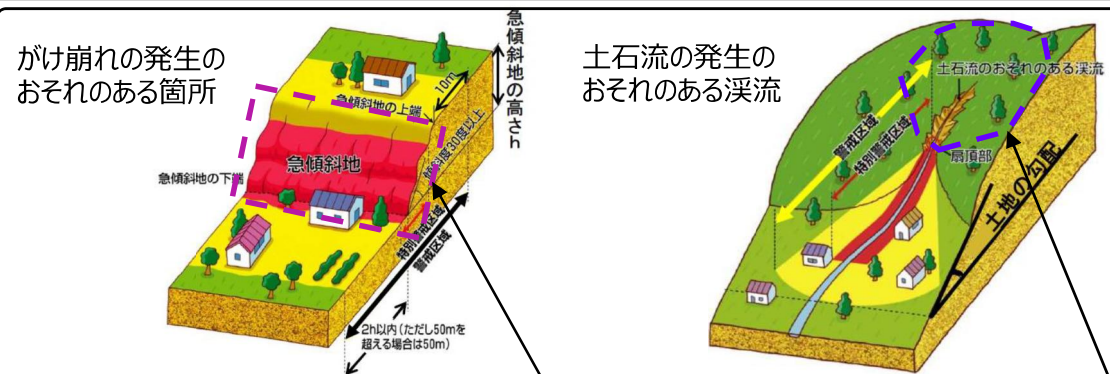 がけ崩れの発生の
おそれのある箇所
急傾斜地の高さh
10m
急傾斜地の上端
傾斜度30度以上
急傾斜地
急傾斜地の下端
特別警戒区域
警戒区域
2h以内(ただし50mを
超える場合は50m)
土石流の発生の
おそれのある渓流
土石流のおそれのある渓流
警戒区域
特別警戒区域
扇頂部
土地の勾配